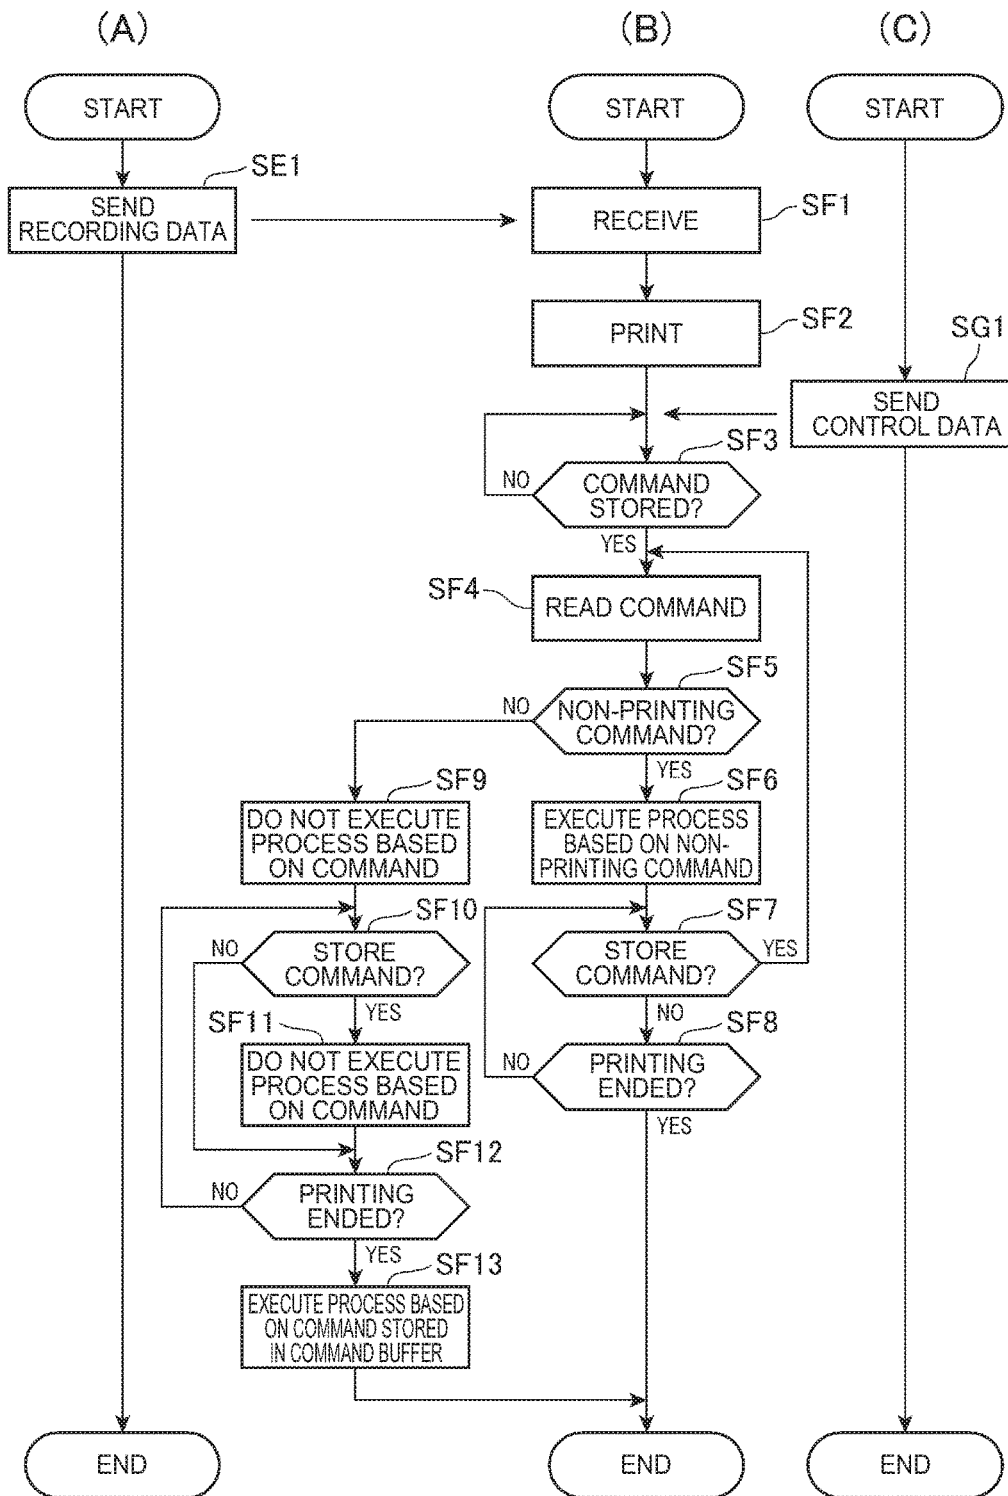 (A)
(B)
(C)
START
START
START
SE1
SEND
RECORDING DATA
RECEIVE
SF1
PRINT
SF2
SG1
SEND
CONTROL DATA
SF3
COMMAND
STORED?
NO
YES
SF4
READ COMMAND
SF5
NON-PRINTING
COMMAND?
NO
YES
SF9
DO NOT EXECUTE
PROCESS BASED
ON COMMAND
SF6
EXECUTE PROCESS
BASED ON NON-
PRINTING COMMAND
SF10
STORE
COMMAND?
NO
YES
SF7
STORE
COMMAND?
YES
NO
SF11
DO NOT EXECUTE
PROCESS BASED
ON COMMAND
SF8
PRINTING
ENDED?
NO
YES
SF12
PRINTING
ENDED?
NO
YES
SF13
EXECUTE PROCESS BASED
ON COMMAND STORED
IN COMMAND BUFFER
END
END
END